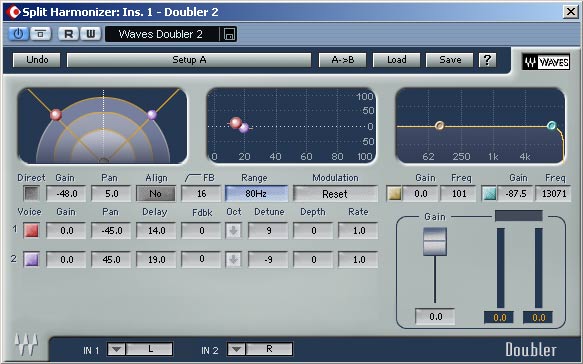 Split Harmonizer: Ins. 1 - Doubler 2
R W Waves Doubler 2
Undo Setup A A->B Load Save ? WAVES
100
50
0
50
100
0 20 40 60 80
62 250 1k 4k
Direct Gain Pan Align FB Range Modulation Gain Freq Gain Freq
-48.0 5.0 No 16 80Hz Reset 0.0 101 -87.5 13071
Voice Gain Pan Delay Fdbk Oct Detune Depth Rate
1 0.0 -45.0 14.0 0.0 9 0 1.0
2 0.0 45.0 19.0 0.0 -9 0 1.0
Gain
0.0 0.0 0.0
IN 1 L IN 2 R Doubler